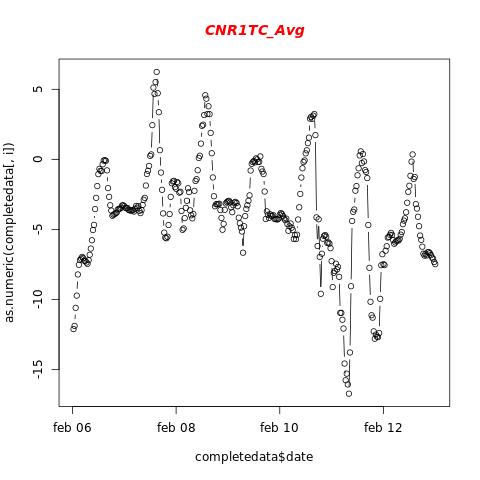 CNR1TC_Avg
as.numeric(completedata[, i])
5
0
-5
-10
-15
feb 06
feb 08
feb 10
feb 12
completedata$date